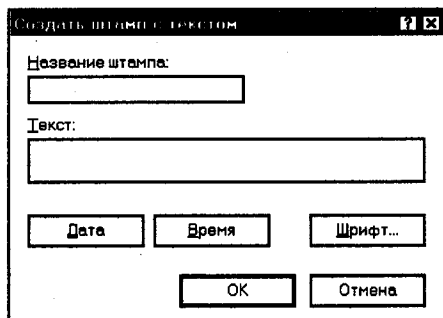 Создать штамп с текстом
Название штампа:
Текст:
Дата Время Шрифт...
OK Отмена